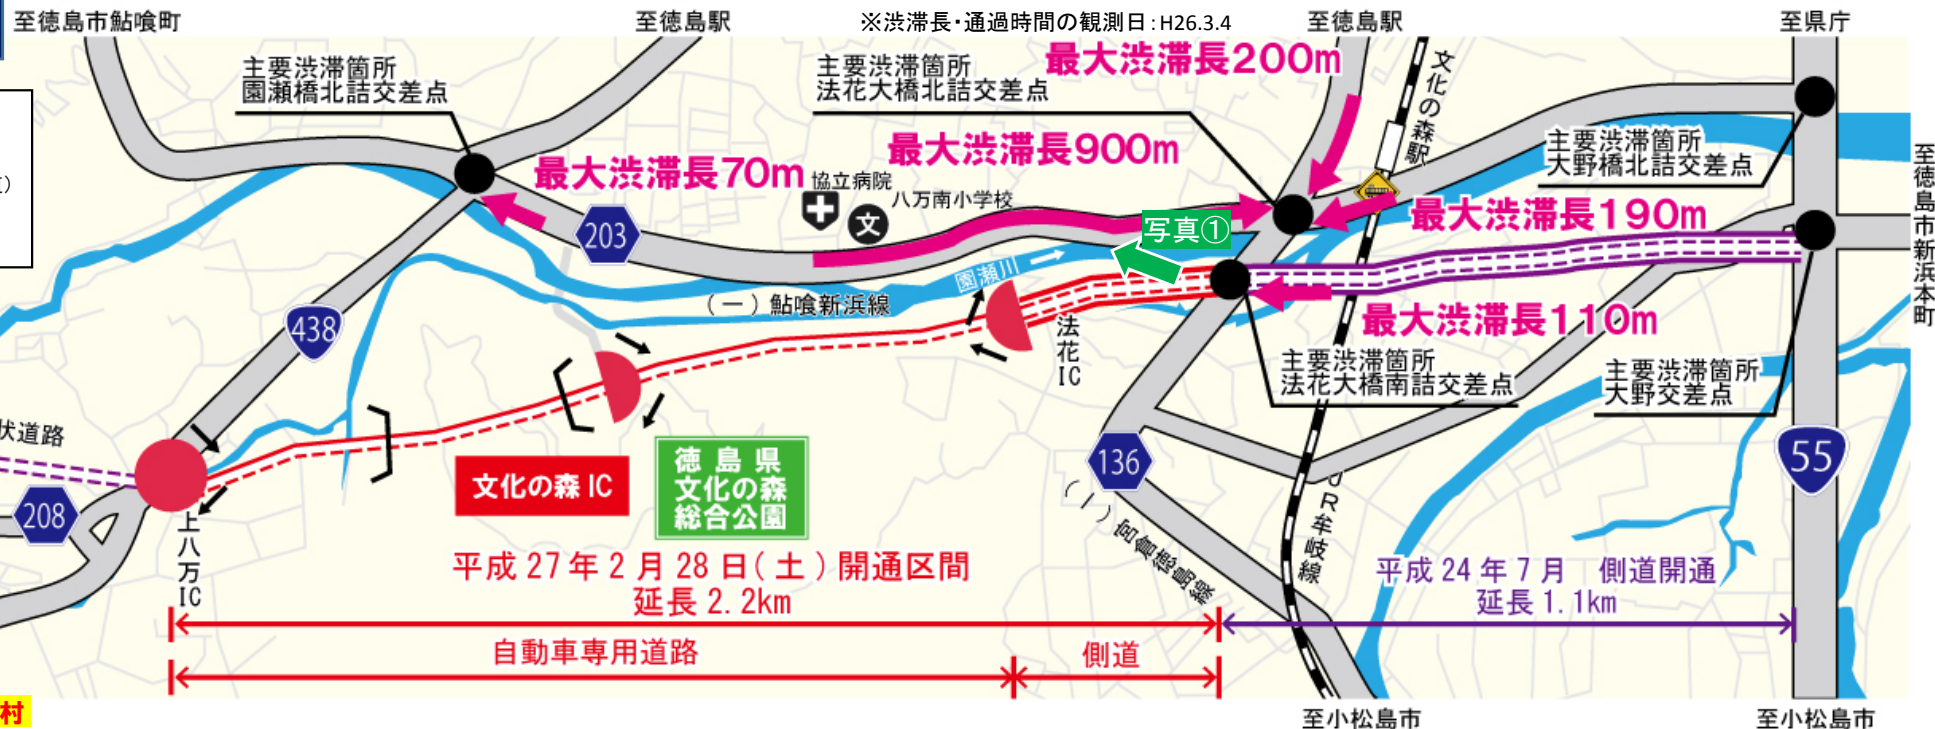 至徳島市鮎喰町
至徳島駅
※渋滞長・通過時間の観測日：H26.3.4
至徳島駅
至県庁
主要渋滞箇所
園瀬橋北詰交差点
主要渋滞箇所
法花大橋北詰交差点
最大渋滞長200m
文化の森駅
最大渋滞長900m
最大渋滞長70m
協立病院
文
八万南小学校
主要渋滞箇所
大野橋北詰交差点
至徳島市新浜本町
203
写真①
最大渋滞長190m
園瀬川
(一)鮎喰新浜線
438
最大渋滞長110m
法花IC
主要渋滞箇所
法花大橋南詰交差点
主要渋滞箇所
大野交差点
状道路
208
上八万IC
文化の森IC
徳島県
文化の森
総合公園
136
(一)宮倉徳島線
JR牟岐線
55
平成27年2月28日(土)開通区間
延長2.2km
平成24年7月 側道開通
延長1.1km
自動車専用道路
側道
村
至小松島市
至小松島市